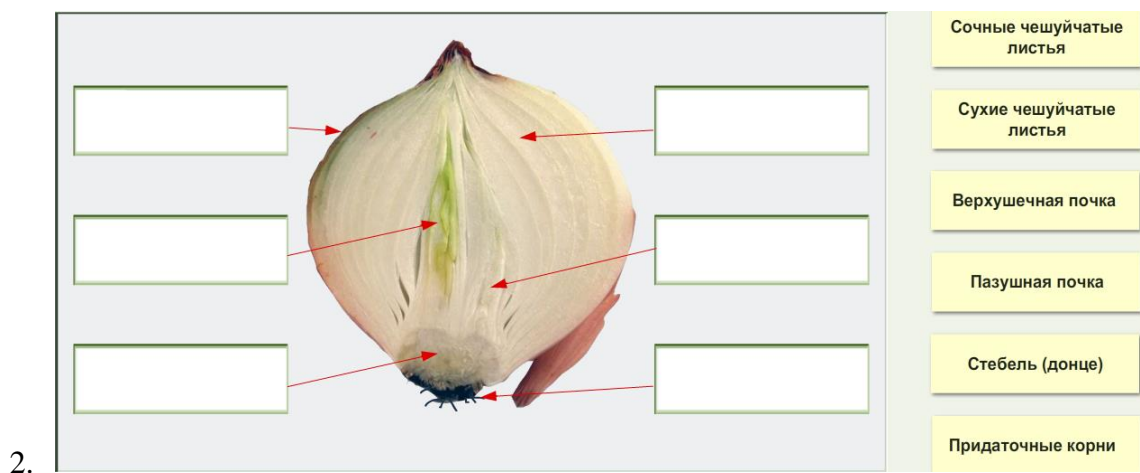 Сочные чешуйчатые
листья
Сухие чешуйчатые
листья
Верхушечная почка
Пазушная почка
Стебель (донце)
Придаточные корни
2.